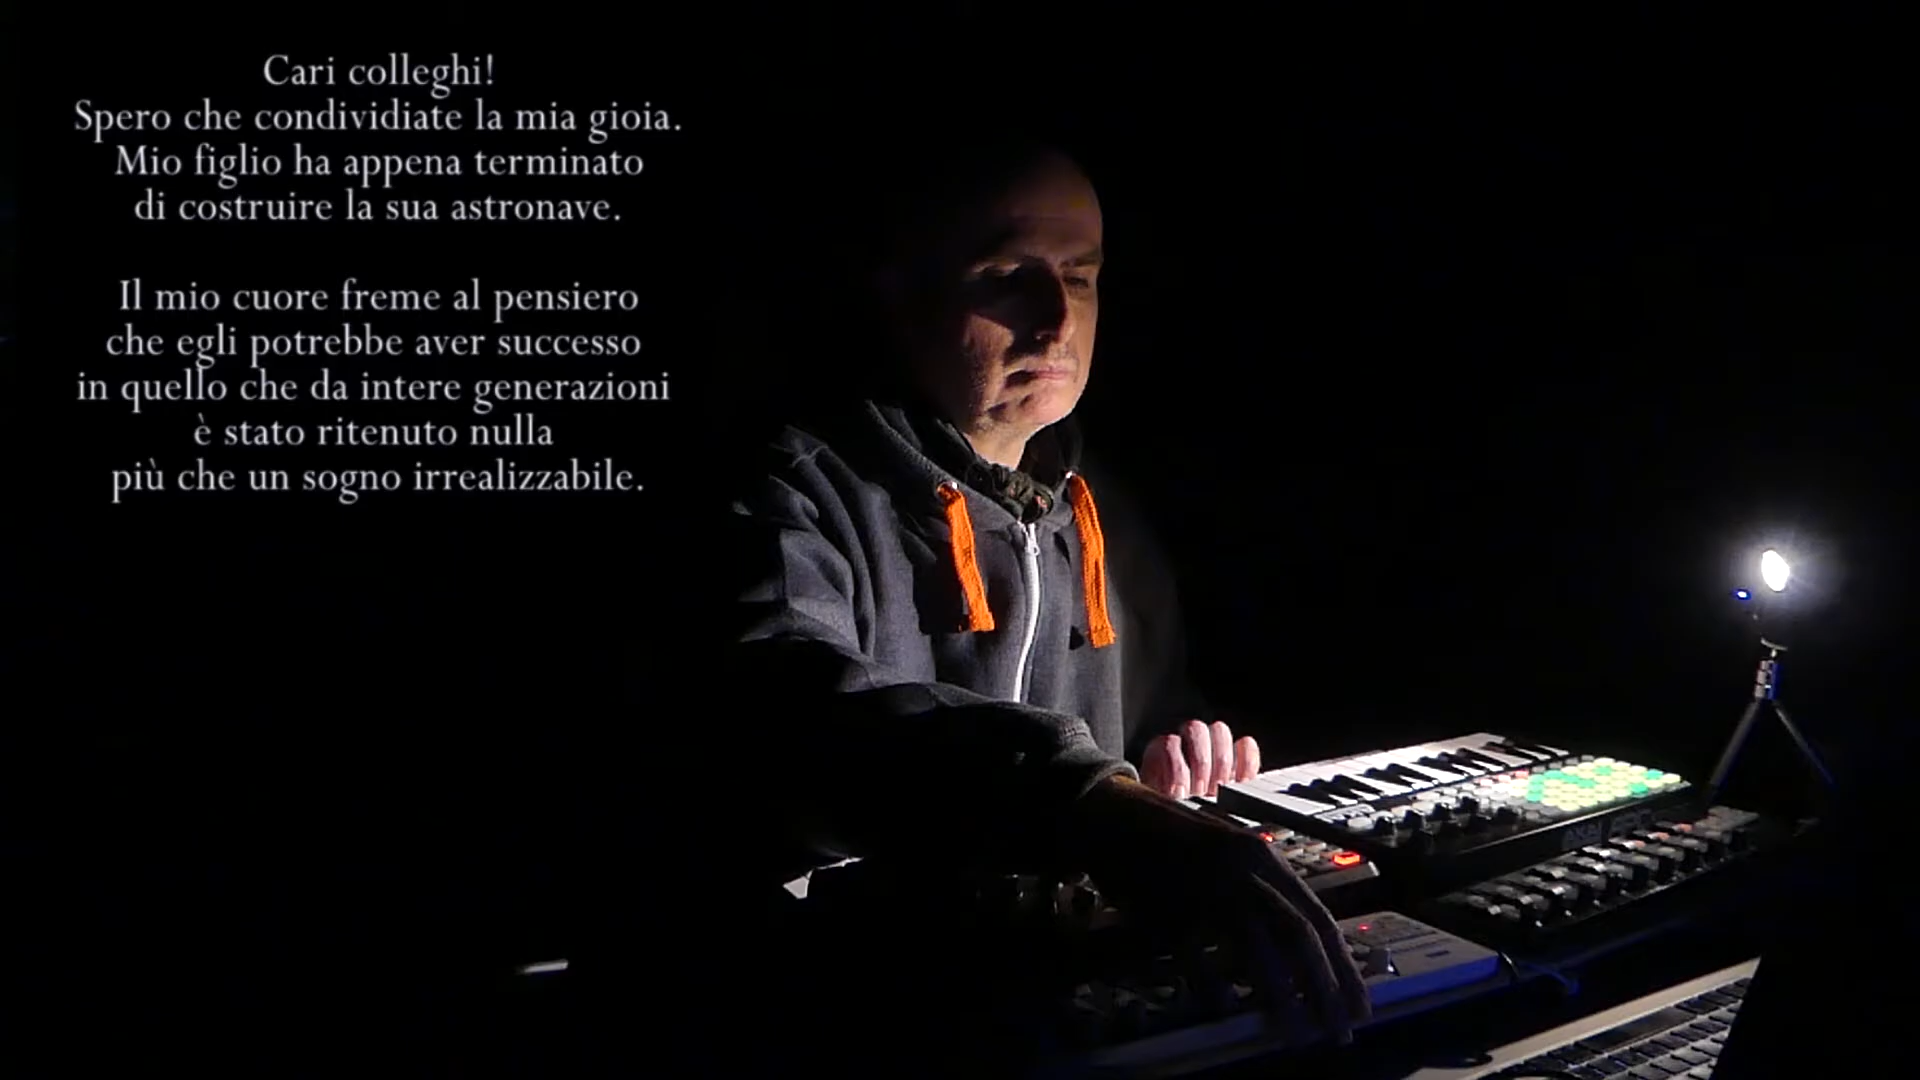 Cari colleghi!
Spero che condividiate la mia gioia.
Mio figlio ha appena terminato
di costruire la sua astronave.
Il mio cuore freme al pensiero
che egli potrebbe aver successo
in quello che da intere generazioni
è stato ritenuto nulla
più che un sogno irrealizzabile.
AKAI